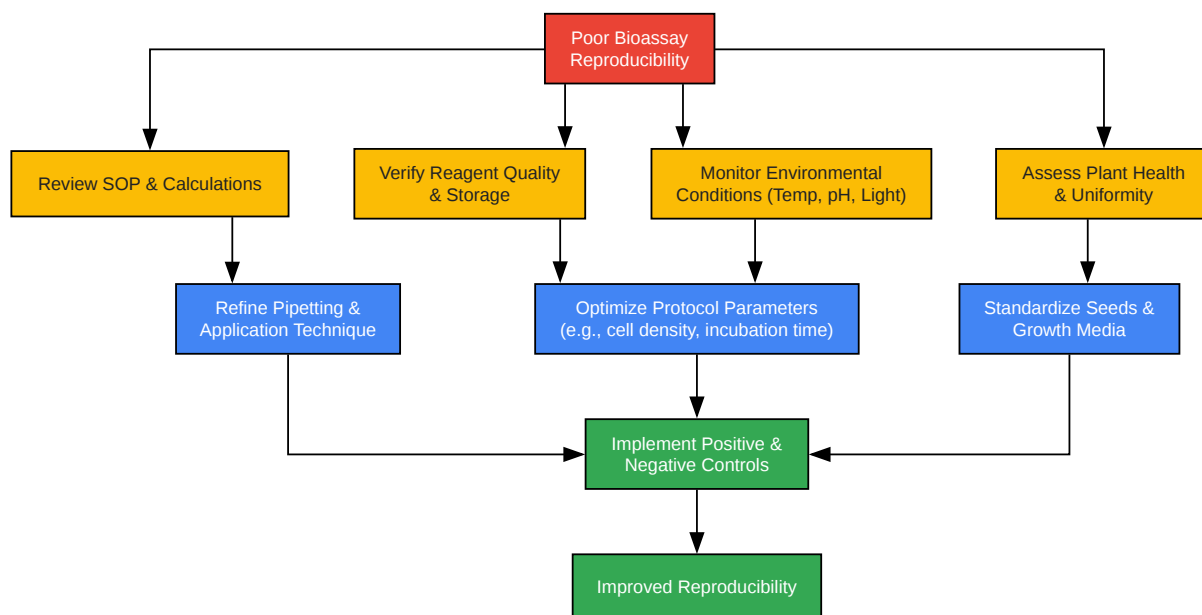 Poor Bioassay
Reproducibility
Review SOP & Calculations
Verify Reagent Quality
& Storage
Monitor Environmental
Conditions (Temp, pH, Light)
Assess Plant Health
& Uniformity
Refine Pipetting &
Application Technique
Optimize Protocol Parameters
(e.g., cell density, incubation time)
Standardize Seeds &
Growth Media
Implement Positive &
Negative Controls
Improved Reproducibility